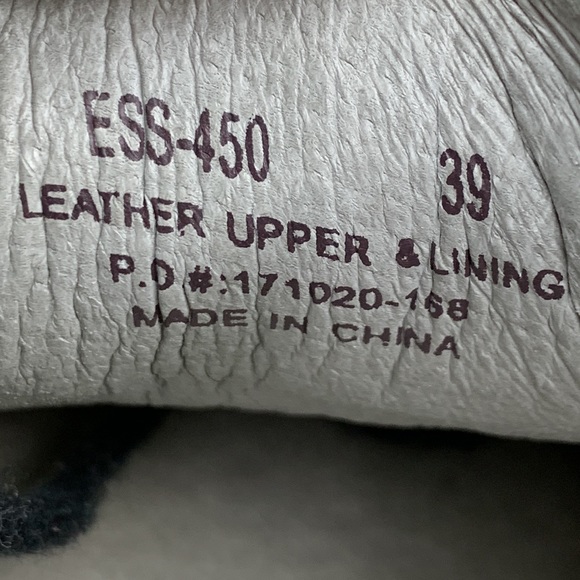 ESS-450 39
LEATHER UPPER & LINING
P.O #:171020-168
MADE IN CHINA